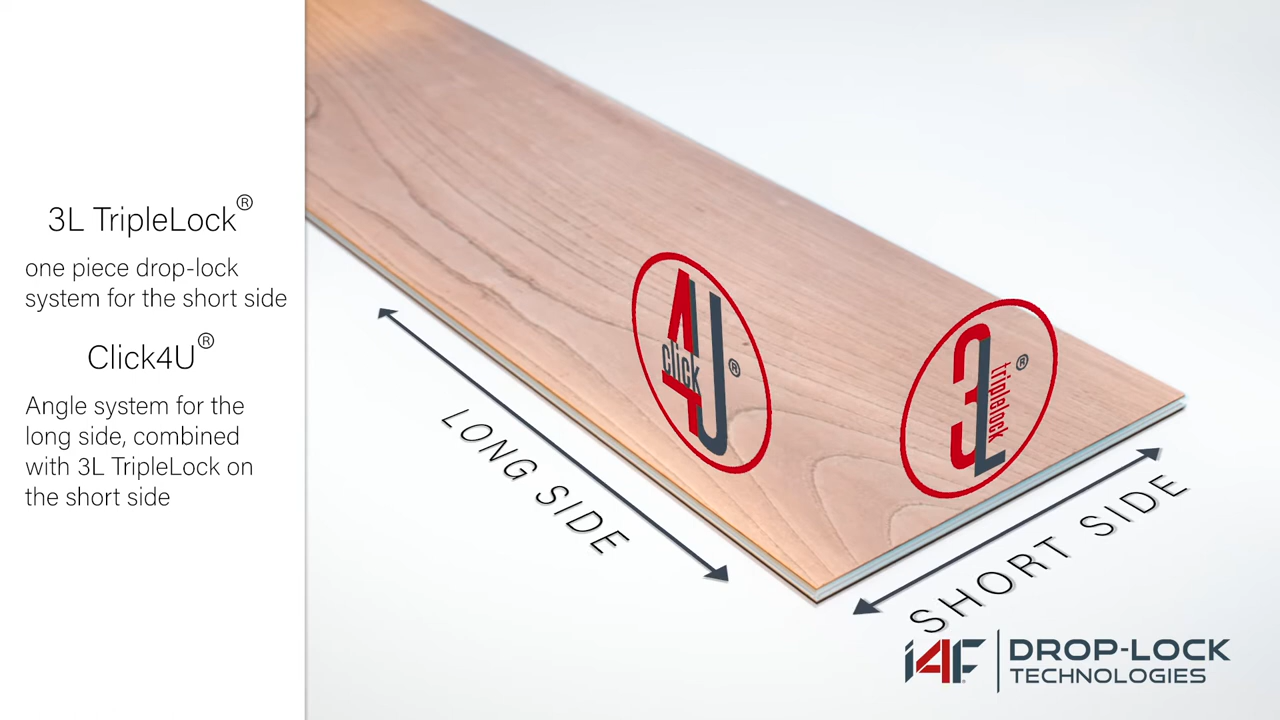 3L TripleLock®
one piece drop-lock
system for the short side
Click4U®
Angle system for the
long side, combined
with 3L TripleLock on
the short side
4U
click
®
3L
triplelock
®
LONG SIDE
SHORT SIDE
i4F®
DROP-LOCK
TECHNOLOGIES